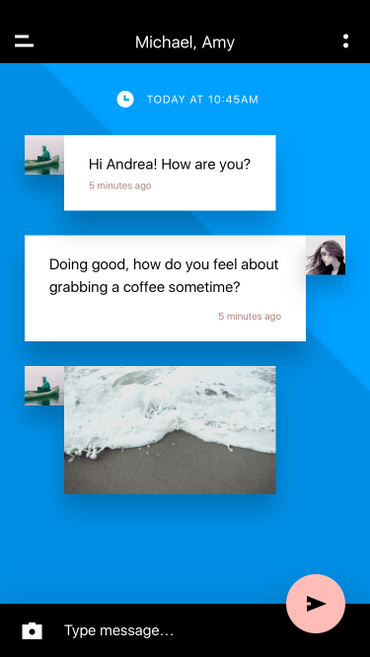 Michael, Amy
TODAY AT 10:45AM
Hi Andrea! How are you?
5 minutes ago
Doing good, how do you feel about
grabbing a coffee sometime?
5 minutes ago
Type message...